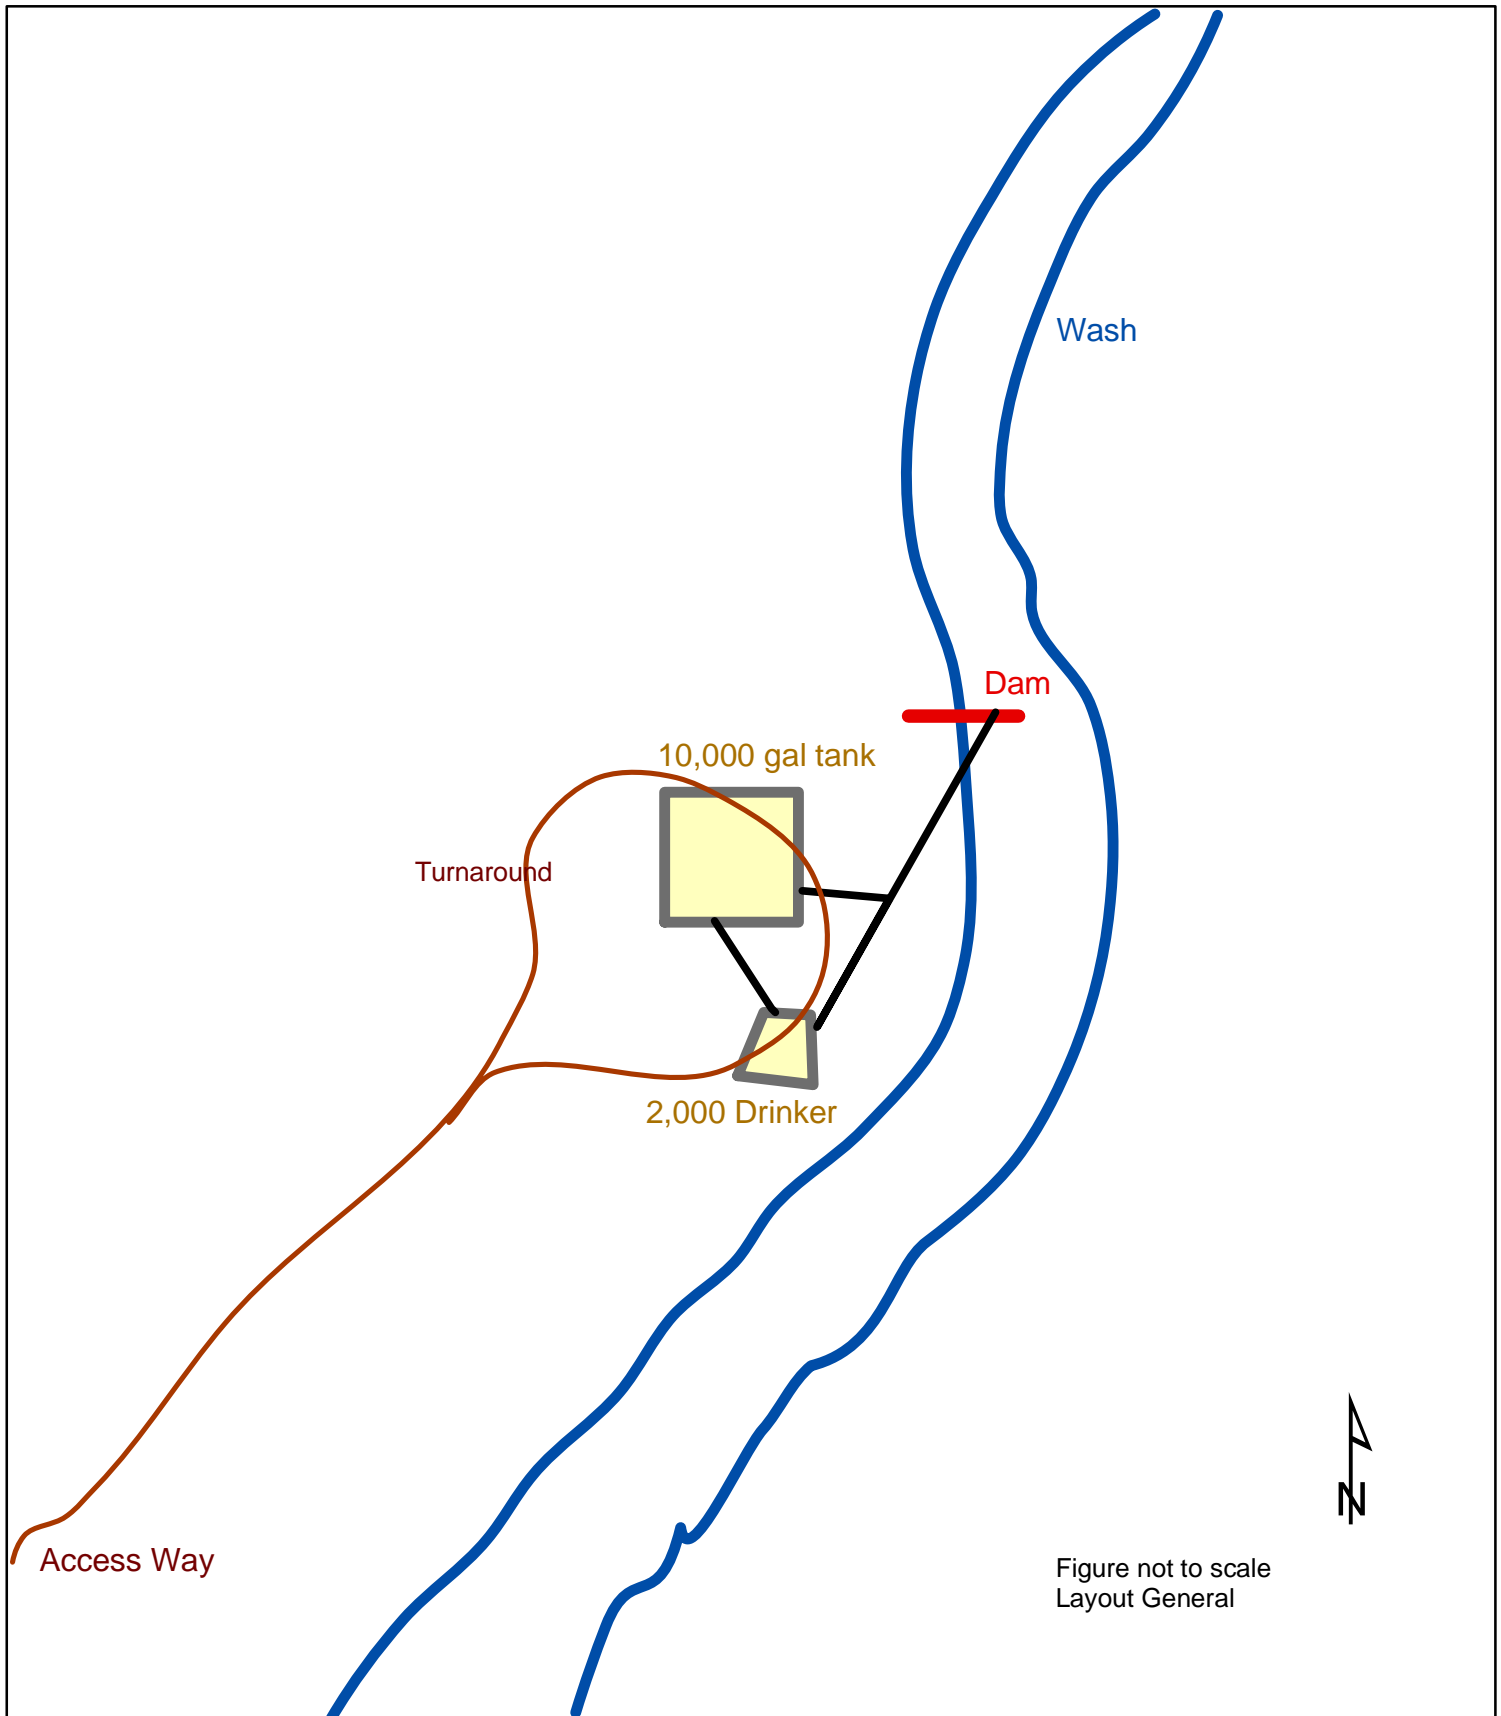 Wash
Dam
10,000 gal tank
Turnaround
2,000 Drinker
N
Access Way
Figure not to scale
Layout General